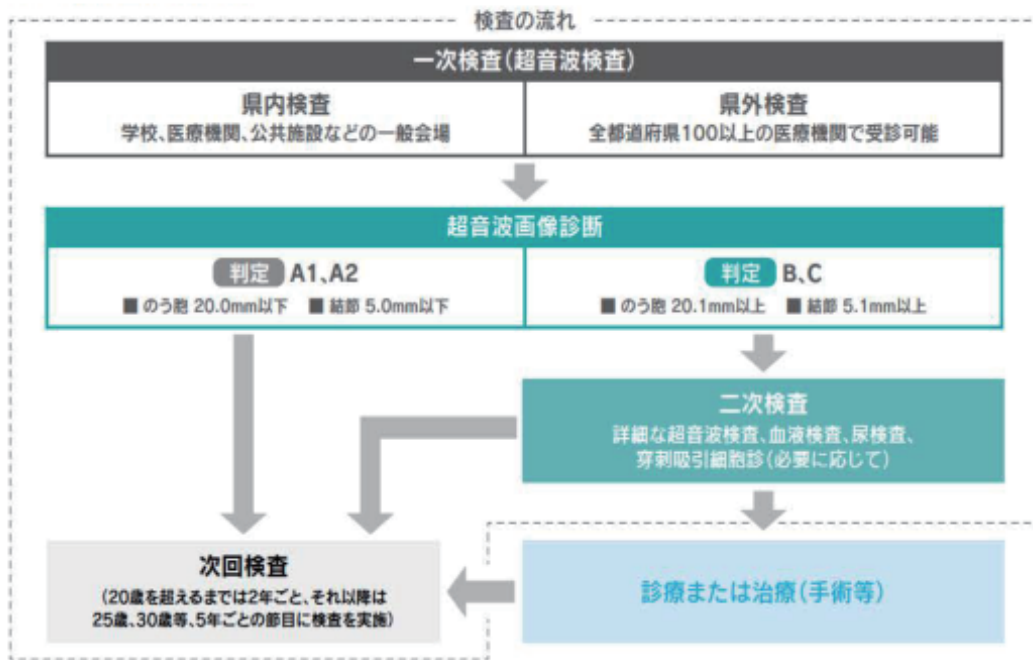 検査の流れ
一次検査(超音波検査)
県内検査
学校、医療機関、公共施設などの一般会場
県外検査
全都道府県100以上の医療機関で受診可能
超音波画像診断
判定 A1、A2
■ のう胞 20.0mm以下 ■ 結節 5.0mm以下
判定 B、C
■ のう胞 20.1mm以上 ■ 結節 5.1mm以上
二次検査
詳細な超音波検査、血液検査、尿検査、
穿刺吸引細胞診(必要に応じて)
次回検査
(20歳を超えるまでは2年ごと、それ以降は
25歳、30歳等、5年ごとの節目に検査を実施)
診療または治療(手術等)